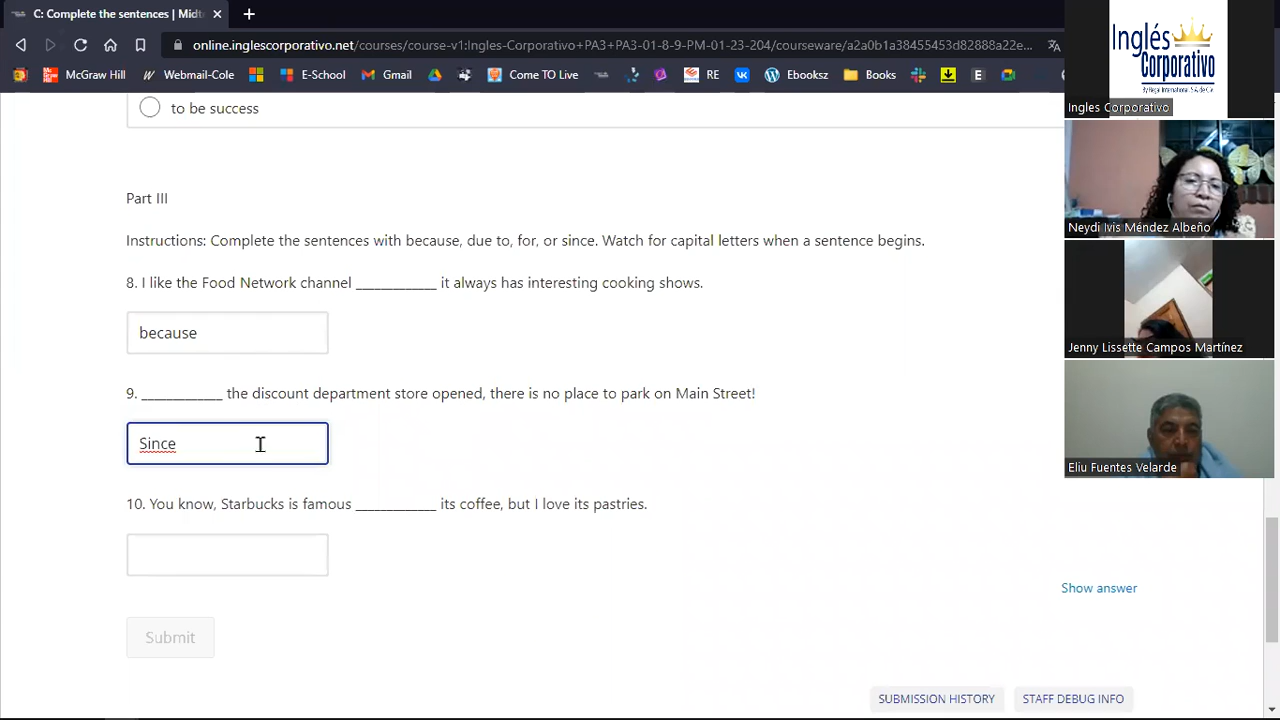 C: Complete the sentences | Midt
online.inglescorporativo.net/courses/course-v1:Ingles-Corporativo+PA3+PA3-01-8-9-PM-01-23-204/courseware/a2a0b1158455453d82888a2e...
McGraw Hill
Webmail-Cole
E-School
Gmail
Come TO Live
RE
Ebooksz
Books
to be success
Part III
Instructions: Complete the sentences with because, due to, for, or since. Watch for capital letters when a sentence begins.
8. I like the Food Network channel _____________ it always has interesting cooking shows.
because
9. _____________ the discount department store opened, there is no place to park on Main Street!
Since
10. You know, Starbucks is famous _____________ its coffee, but I love its pastries.
Show answer
Submit
SUBMISSION HISTORY
STAFF DEBUG INFO
Inglés
Corporativo
Ingles Corporativo
Neydi Ivis Méndez Albeño
Jenny Lissette Campos Martínez
Eliu Fuentes Velarde